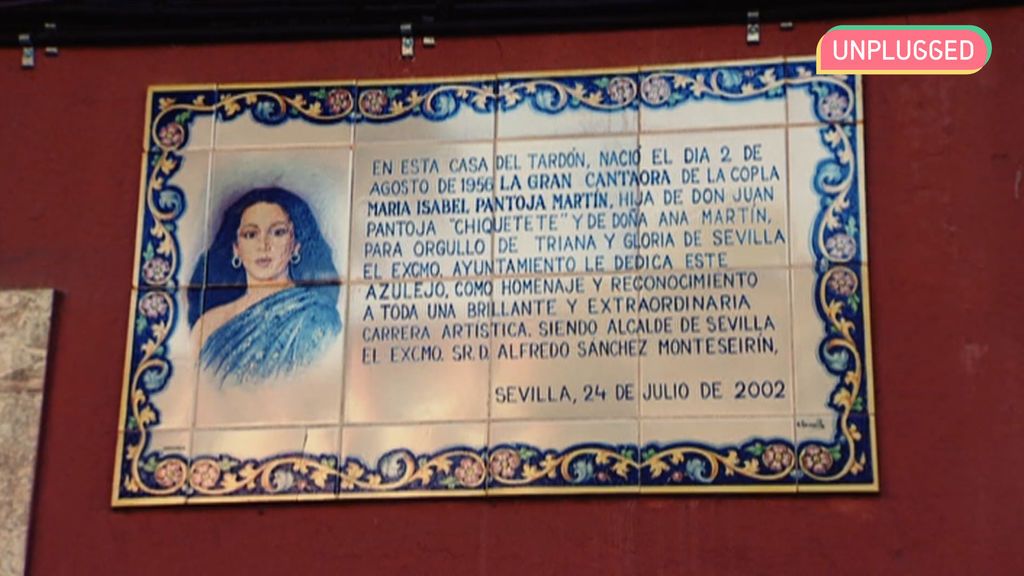 UNPLUGGED
EN ESTA CASA DEL TARDÓN, NACIÓ EL DIA 2 DE
AGOSTO DE 1956 LA GRAN CANTAORA DE LA COPLA
MARIA ISABEL PANTOJA MARTÍN, HIJA DE DON JUAN
PANTOJA "CHIQUETETE" Y DE DOÑA ANA MARTÍN,
PARA ORGULLO DE TRIANA Y GLORIA DE SEVILLA
EL EXCMO. AYUNTAMIENTO LE DEDICA ESTE
AZULEJO, COMO HOMENAJE Y RECONOCIMIENTO
A TODA UNA BRILLANTE Y EXTRAORDINARIA
CARRERA ARTÍSTICA, SIENDO ALCALDE DE SEVILLA
EL EXCMO. SR. D. ALFREDO SÁNCHEZ MONTESEIRÍN,
SEVILLA, 24 DE JULIO DE 2002